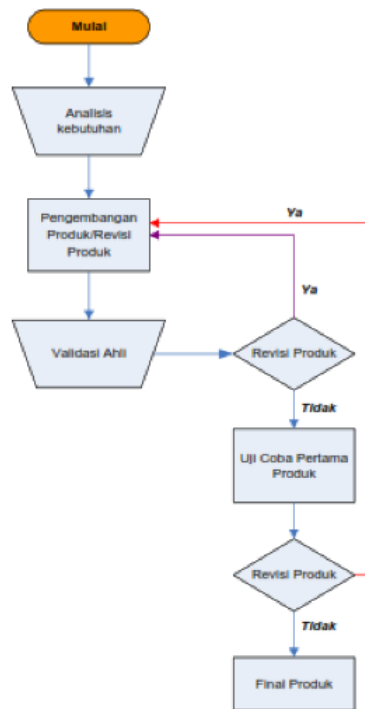 Mulai
Analisis
kebutuhan
Pengembangan
Produk/Revisi
Produk
Ya
Ya
Validasi Ahli
Revisi Produk
Tidak
Uji Coba Pertama
Produk
Revisi Produk
Tidak
Final Produk